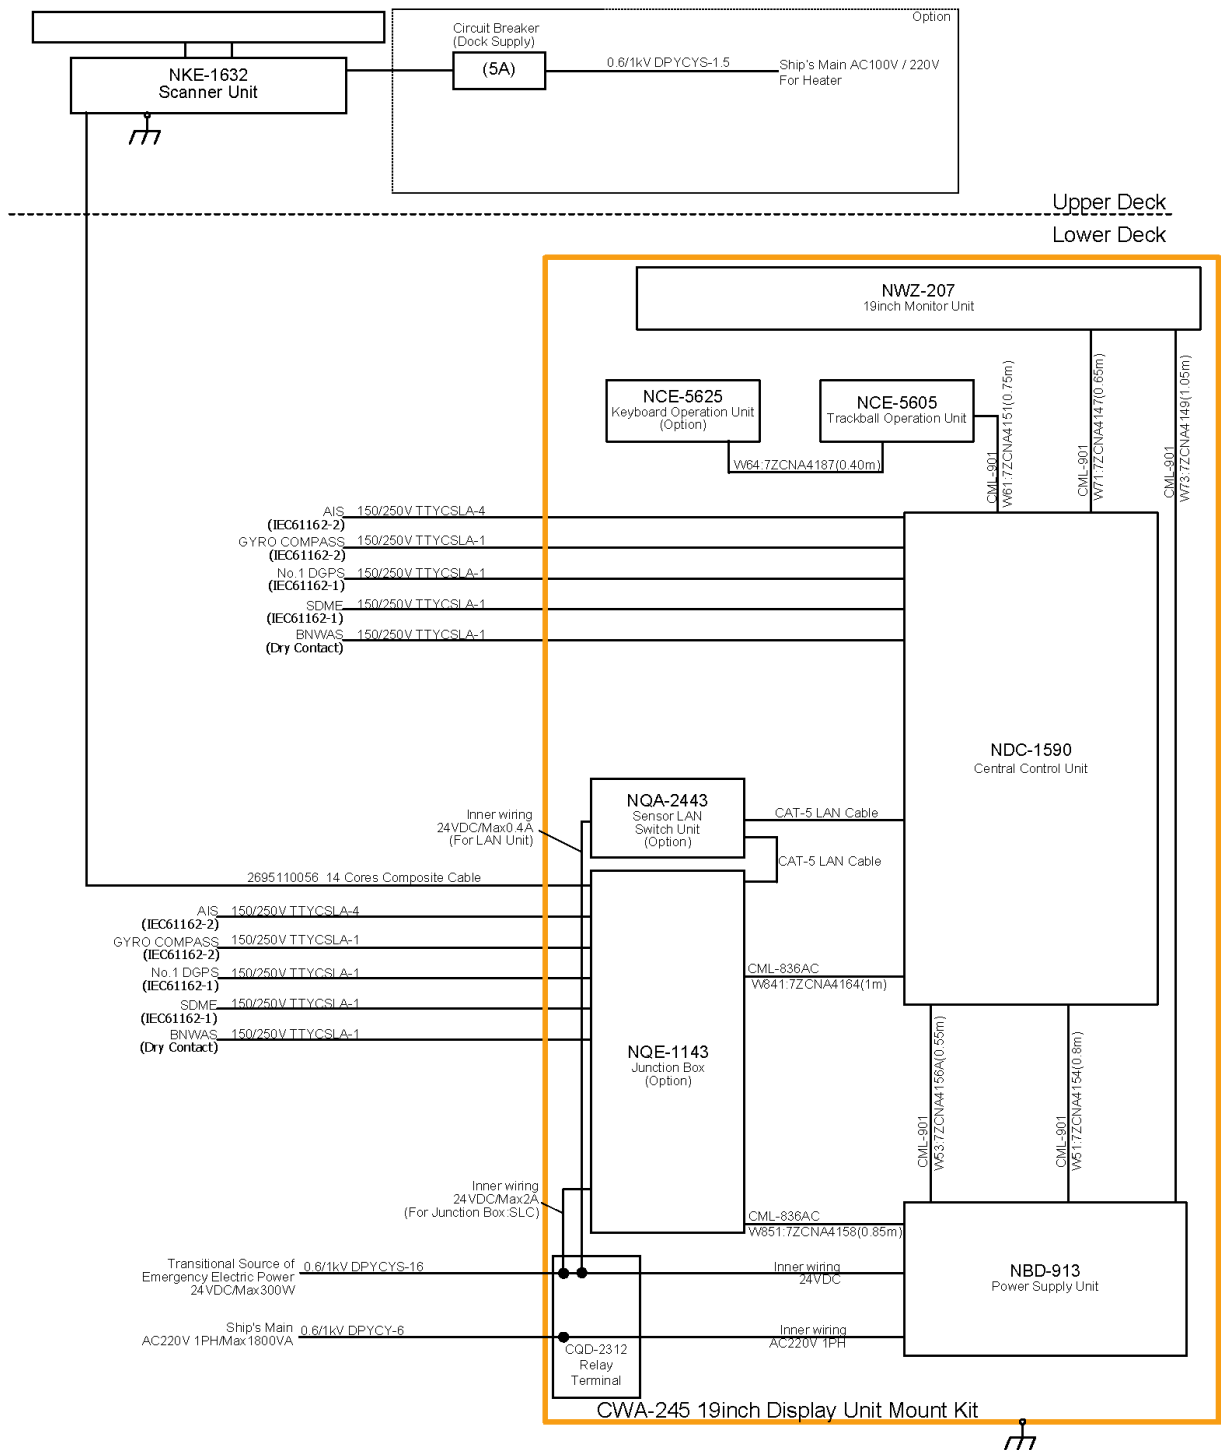 Option
Circuit Breaker
(Dock Supply)
(5A)
0.6/1kV DPYCYS-1.5
Ship's Main AC100V / 220V
For Heater
NKE-1632
Scanner Unit
Upper Deck
Lower Deck
NWZ-207
19inch Monitor Unit
NCE-5625
Keyboard Operation Unit
(Option)
NCE-5605
Trackball Operation Unit
W64:7ZCNA4187(0.40m)
CML-901
W61:7ZCNA4151(0.75m)
CML-901
W71:7ZCNA4147(0.65m)
CML-901
W73:7ZCNA4149(1.05m)
AIS 150/250V TTYCSLA-4
(IEC61162-2)
GYRO COMPASS 150/250V TTYCSLA-1
(IEC61162-2)
No.1 DGPS 150/250V TTYCSLA-1
(IEC61162-1)
SDME 150/250V TTYCSLA-1
(IEC61162-1)
BNWAS 150/250V TTYCSLA-1
(Dry Contact)
NDC-1590
Central Control Unit
NQA-2443
Sensor LAN
Switch Unit
(Option)
CAT-5 LAN Cable
CAT-5 LAN Cable
Inner wiring
24VDC/Max0.4A
(For LAN Unit)
2695110056 14 Cores Composite Cable
AIS 150/250V TTYCSLA-4
(IEC61162-2)
GYRO COMPASS 150/250V TTYCSLA-1
(IEC61162-2)
No.1 DGPS 150/250V TTYCSLA-1
(IEC61162-1)
SDME 150/250V TTYCSLA-1
(IEC61162-1)
BNWAS 150/250V TTYCSLA-1
(Dry Contact)
CML-836AC
W841:7ZCNA4164(1m)
NQE-1143
Junction Box
(Option)
CML-901
W53:7ZCNA4156A(0.55m)
CML-901
W51:7ZCNA4154(0.8m)
Inner wiring
24VDC/Max2A
(For Junction Box:SLC)
CML-836AC
W851:7ZCNA4158(0.85m)
Transitional Source of
Emergency Electric Power
24VDC/Max300W
0.6/1kV DPYCYS-16
Inner wiring
24VDC
NBD-913
Power Supply Unit
Ship's Main
AC220V 1PH/Max1800VA
0.6/1kV DPYCY-6
Inner wiring
AC220V 1PH
CQD-2312
Relay
Terminal
CWA-245 19inch Display Unit Mount Kit